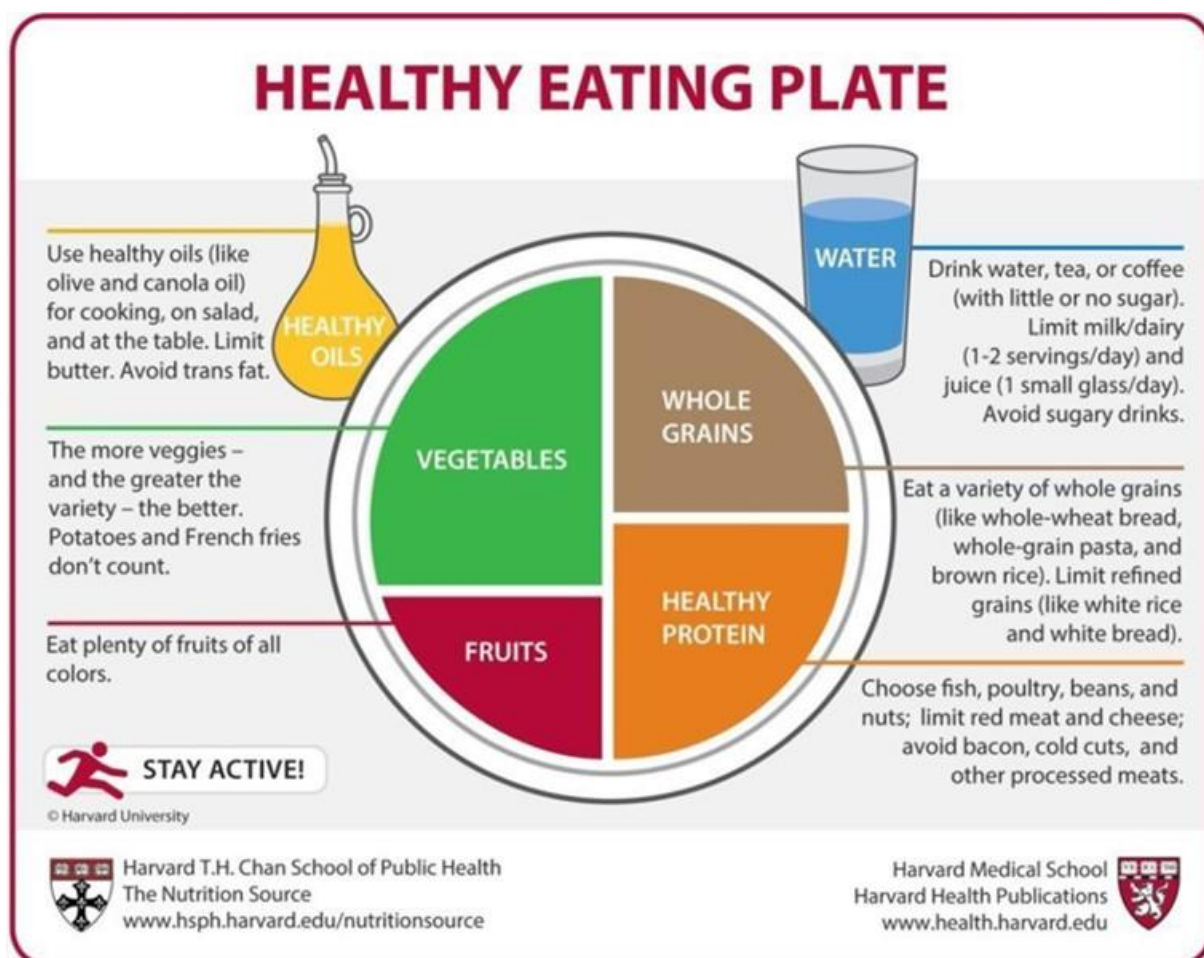 HEALTHY EATING PLATE
Use healthy oils (like
olive and canola oil)
for cooking, on salad,
and at the table. Limit
butter. Avoid trans fat.
HEALTHY
OILS
The more veggies –
and the greater the
variety – the better.
Potatoes and French fries
don't count.
Eat plenty of fruits of all
colors.
VEGETABLES
FRUITS
WHOLE
GRAINS
HEALTHY
PROTEIN
WATER
Drink water, tea, or coffee
(with little or no sugar).
Limit milk/dairy
(1-2 servings/day) and
juice (1 small glass/day).
Avoid sugary drinks.
Eat a variety of whole grains
(like whole-wheat bread,
whole-grain pasta, and
brown rice). Limit refined
grains (like white rice
and white bread).
Choose fish, poultry, beans, and
nuts; limit red meat and cheese;
avoid bacon, cold cuts, and
other processed meats.
STAY ACTIVE!
© Harvard University
Harvard T.H. Chan School of Public Health
The Nutrition Source
www.hsph.harvard.edu/nutritionsource
Harvard Medical School
Harvard Health Publications
www.health.harvard.edu